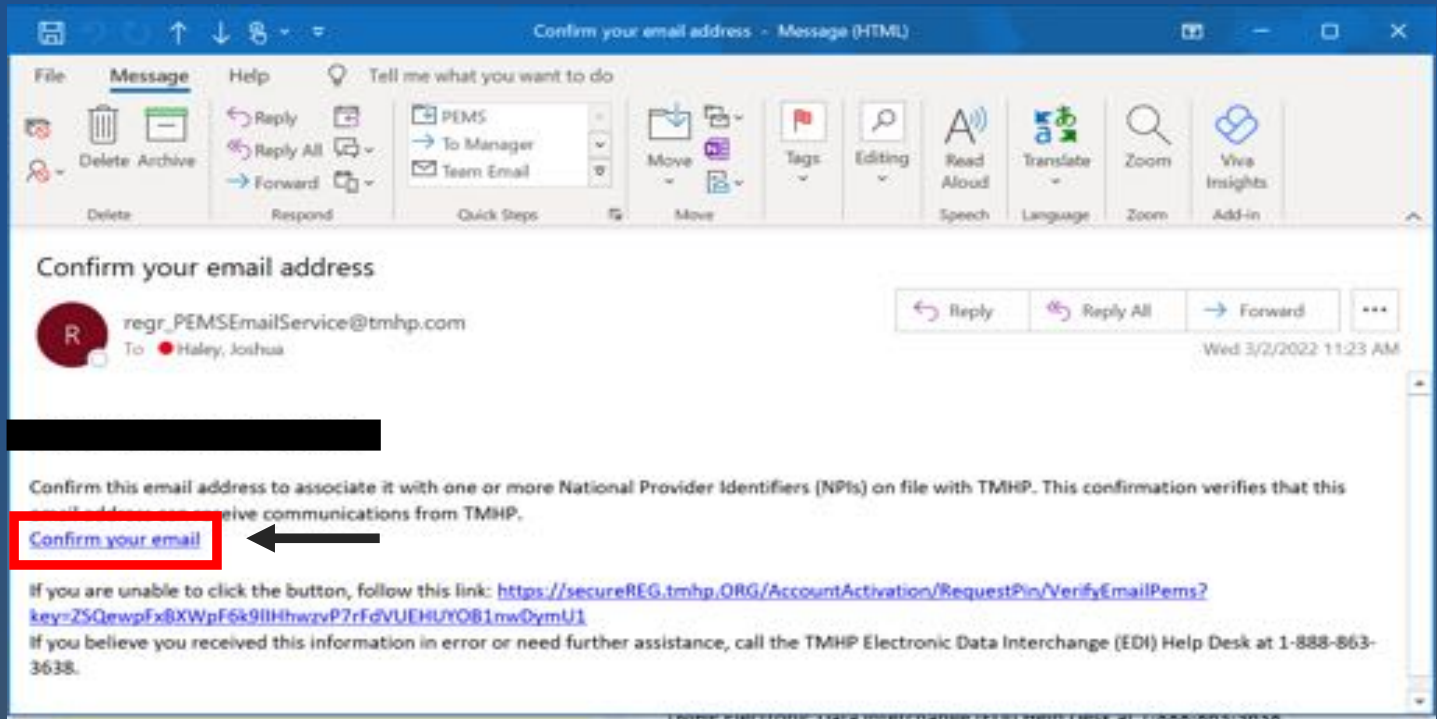 Confirm your email address - Message (HTML)
File Message Help Tell me what you want to do
Delete Archive
Reply
Reply All
Forward
PEMS
To Manager
Team Email
Move
Tags
Editing
Read Aloud
Translate
Zoom
Viva Insights
Delete Respond Quick Steps Move Speech Language Zoom Add-in
Confirm your email address
R
regr_PEMSEmailService@tmhp.com
To Haley, Joshua
Reply Reply All Forward
Wed 3/2/2022 11:23 AM
Confirm this email address to associate it with one or more National Provider Identifiers (NPIs) on file with TMHP. This confirmation verifies that this
email address can receive communications from TMHP.
Confirm your email
If you are unable to click the button, follow this link: https://secureREG.tmhp.ORG/AccountActivation/RequestPin/VerifyEmailPems?
If you believe you received this information in error or need further assistance, call the TMHP Electronic Data Interchange (EDI) Help Desk at 1-888-863-
3638.